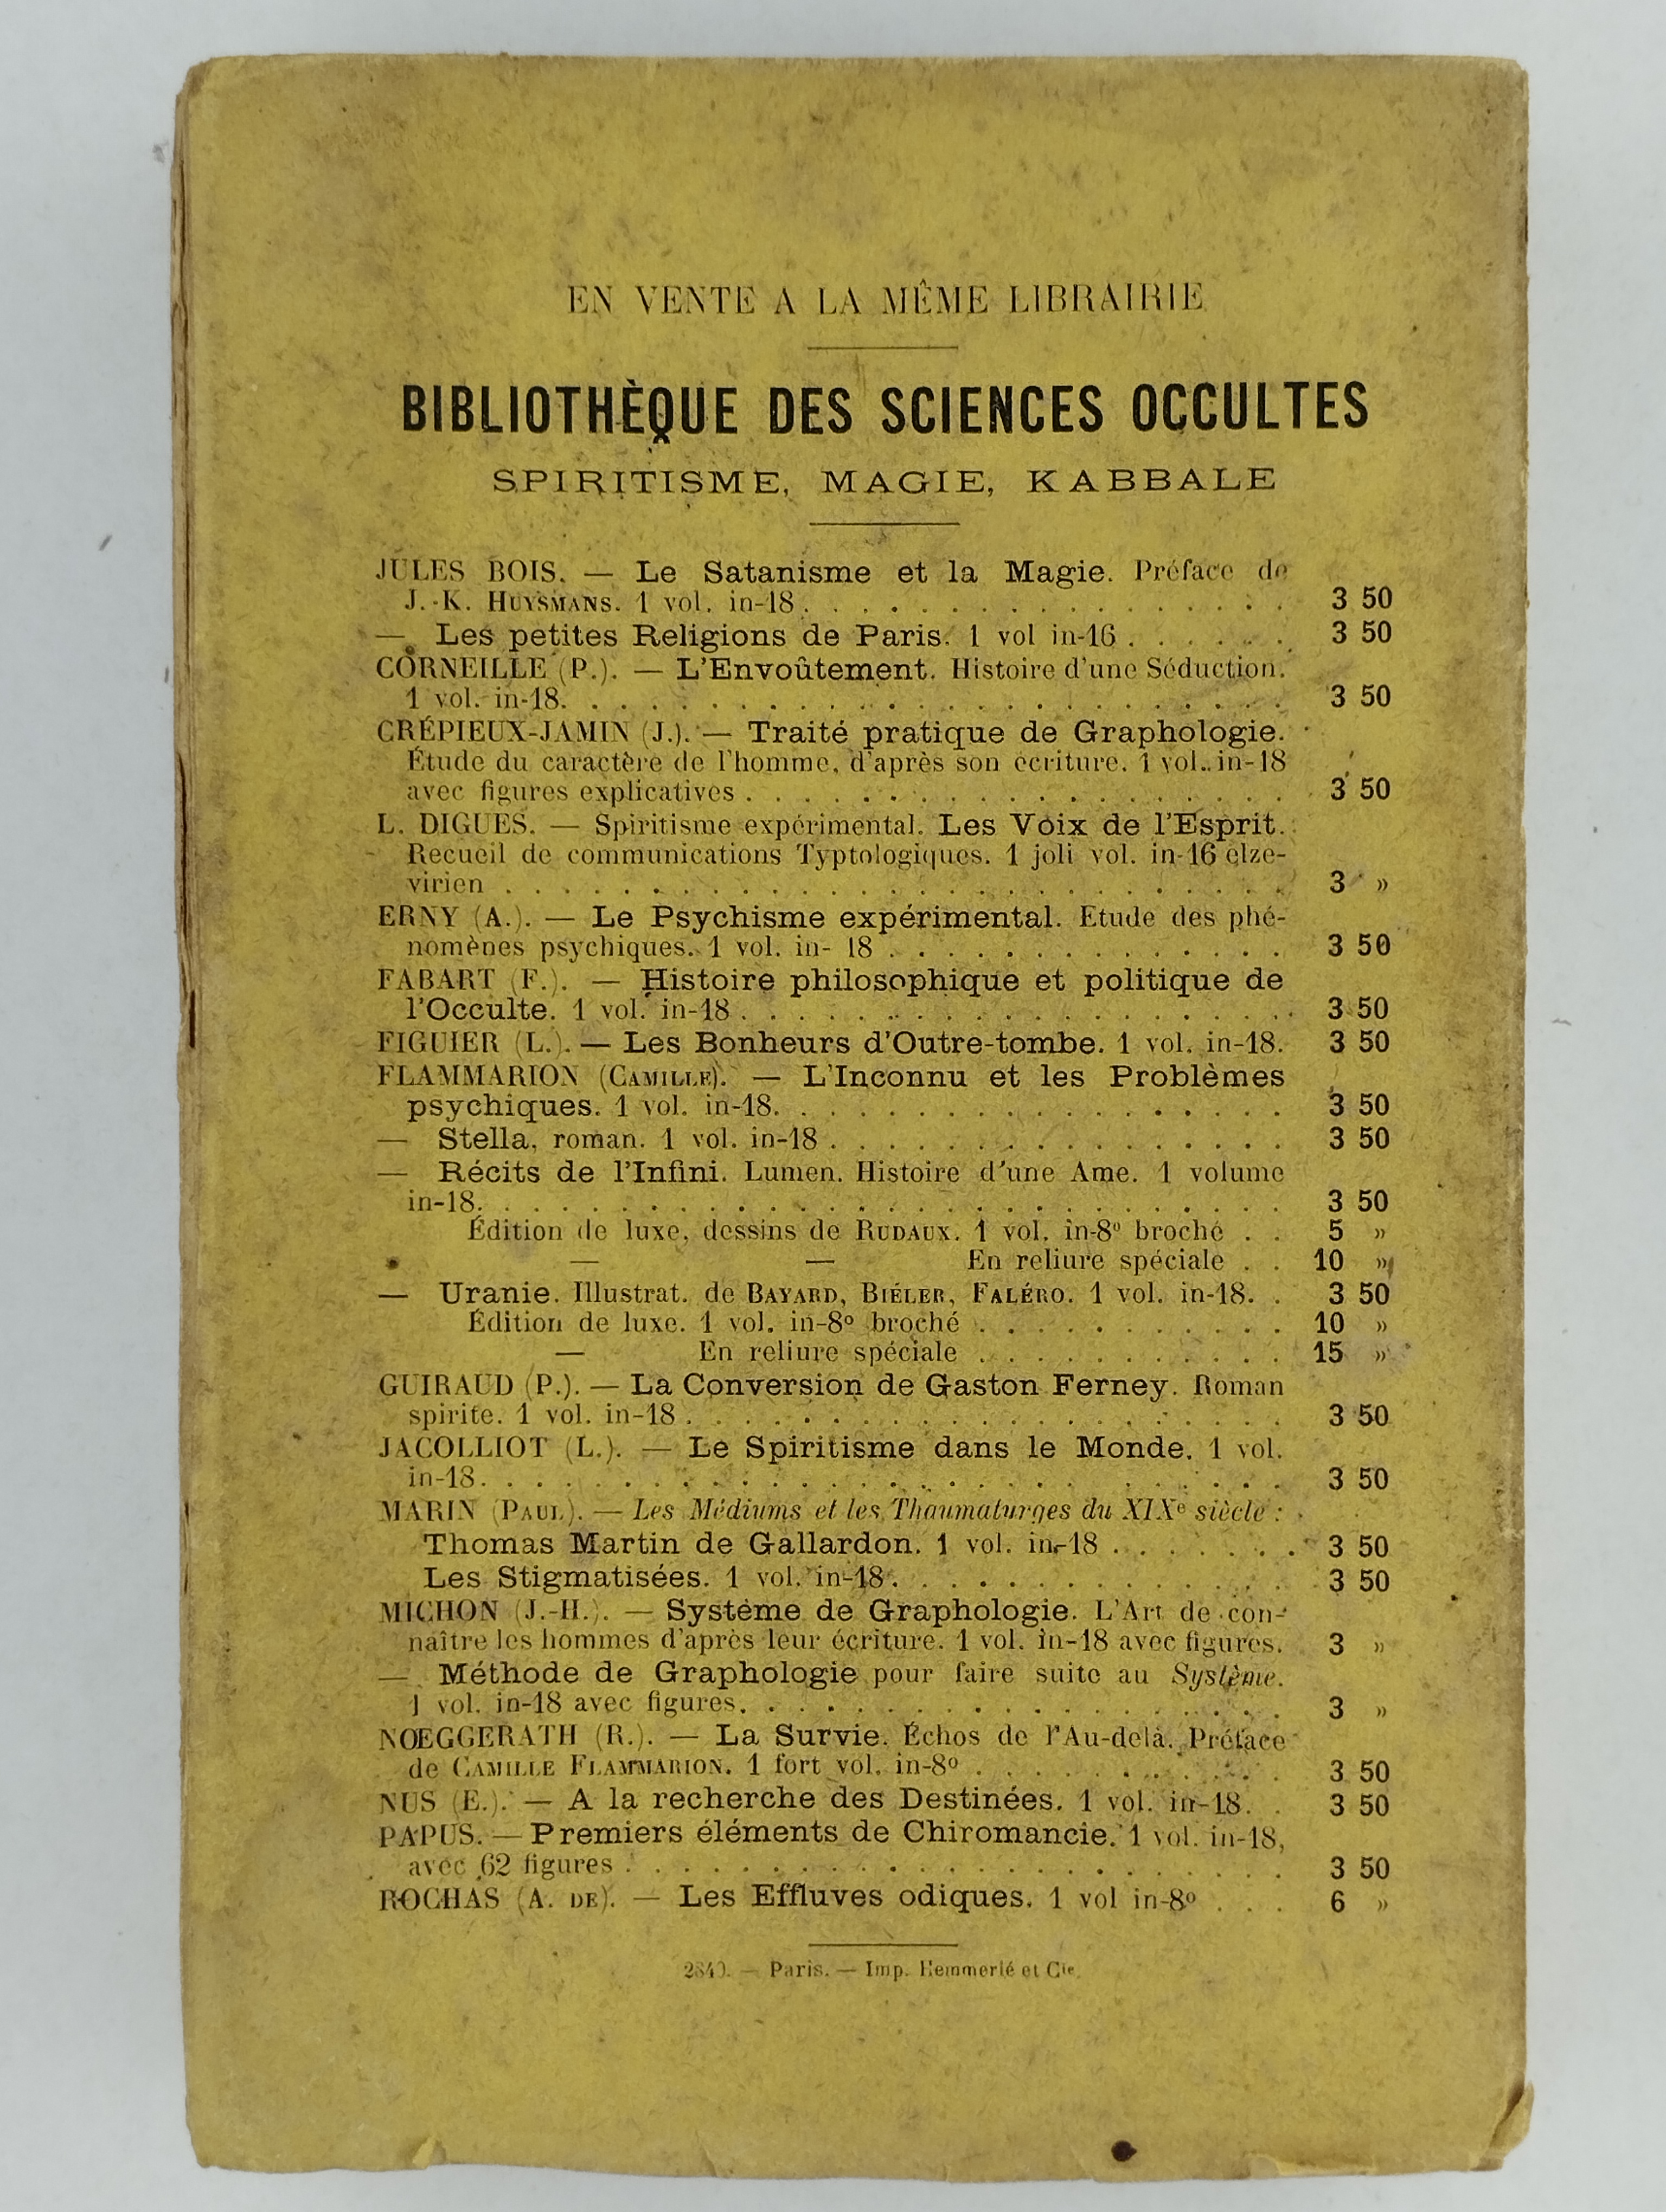 EN VENTE A LA MÊME LIBRAIRIE
BIBLIOTHÈQUE DES SCIENCES OCCULTES
SPIRITISME, MAGIE, KABBALE
JULES BOIS. — Le Satanisme et la Magie. Préface de
J.-K. HUYSMANS. 1 vol. in-18. . . . . . . . . . . . . . . . . 3 50
— Les petites Religions de Paris. 1 vol in-16 . . . . . . 3 50
CORNEILLE (P.). — L'Envoûtement. Histoire d'une Séduction.
1 vol. in-18. . . . . . . . . . . . . . . . . . . . . . . . . 3 50
CRÉPIEUX-JAMIN (J.). — Traité pratique de Graphologie.
Étude du caractère de l'homme, d'après son écriture. 1 vol. in-18
avec figures explicatives . . . . . . . . . . . . . . . . . . . 3 50
L. DIGUES. — Spiritisme expérimental. Les Voix de l'Esprit.
Recueil de communications Typtologiques. 1 joli vol. in-16 elze-
virien . . . . . . . . . . . . . . . . . . . . . . . . . . . 3 »
ERNY (A.). — Le Psychisme expérimental. Etude des phé-
nomènes psychiques. 1 vol. in- 18 . . . . . . . . . . . . . . 3 50
FABART (F.). — Histoire philosophique et politique de
l'Occulte. 1 vol. in-18 . . . . . . . . . . . . . . . . . . . 3 50
FIGUIER (L.). — Les Bonheurs d'Outre-tombe. 1 vol. in-18. 3 50
FLAMMARION (CAMILLE). — L'Inconnu et les Problèmes
psychiques. 1 vol. in-18. . . . . . . . . . . . . . . . . . . 3 50
— Stella, roman. 1 vol. in-18 . . . . . . . . . . . . . . . . 3 50
— Récits de l'Infini. Lumen. Histoire d'une Ame. 1 volume
in-18. . . . . . . . . . . . . . . . . . . . . . . . . . . . 3 50
Édition de luxe, dessins de RUDAUX. 1 vol. in-8º broché . . 5 »
— — En reliure spéciale . . 10 »
— Uranie. Illustrat. de BAYARD, BIÉLER, FALÉRO. 1 vol. in-18. . 3 50
Édition de luxe. 1 vol. in-8º broché . . . . . . . . . . . 10 »
— En reliure spéciale . . . . . . . . . . . 15 »
GUIRAUD (P.). — La Conversion de Gaston Ferney. Roman
spirite. 1 vol. in-18 . . . . . . . . . . . . . . . . . . . . . 3 50
JACOLLIOT (L.). — Le Spiritisme dans le Monde. 1 vol.
in-18. . . . . . . . . . . . . . . . . . . . . . . . . . . . 3 50
MARIN (PAUL). — Les Médiums et les Thaumaturges du XIXe siècle :
Thomas Martin de Gallardon. 1 vol. in-18 . . . . . . . 3 50
Les Stigmatisées. 1 vol. in-18 . . . . . . . . . . . . . . 3 50
MICHON (J.-H.). — Système de Graphologie. L'Art de con-
naître les hommes d'après leur écriture. 1 vol. in-18 avec figures. 3 »
— Méthode de Graphologie pour faire suite au Système.
1 vol. in-18 avec figures. . . . . . . . . . . . . . . . . . . 3 »
NŒGGERATH (R.). — La Survie. Échos de l'Au-delà. Préface
de CAMILLE FLAMMARION. 1 fort vol. in-8º . . . . . . . . . . . 3 50
NUS (E.). — A la recherche des Destinées. 1 vol. in-18. . 3 50
PAPUS. — Premiers éléments de Chiromancie. 1 vol. in-18,
avec 62 figures . . . . . . . . . . . . . . . . . . . . . . . 3 50
ROCHAS (A. DE). — Les Effluves odiques. 1 vol in-8º . . . 6 »
Paris. — Imp. Hemmerlé et Cie